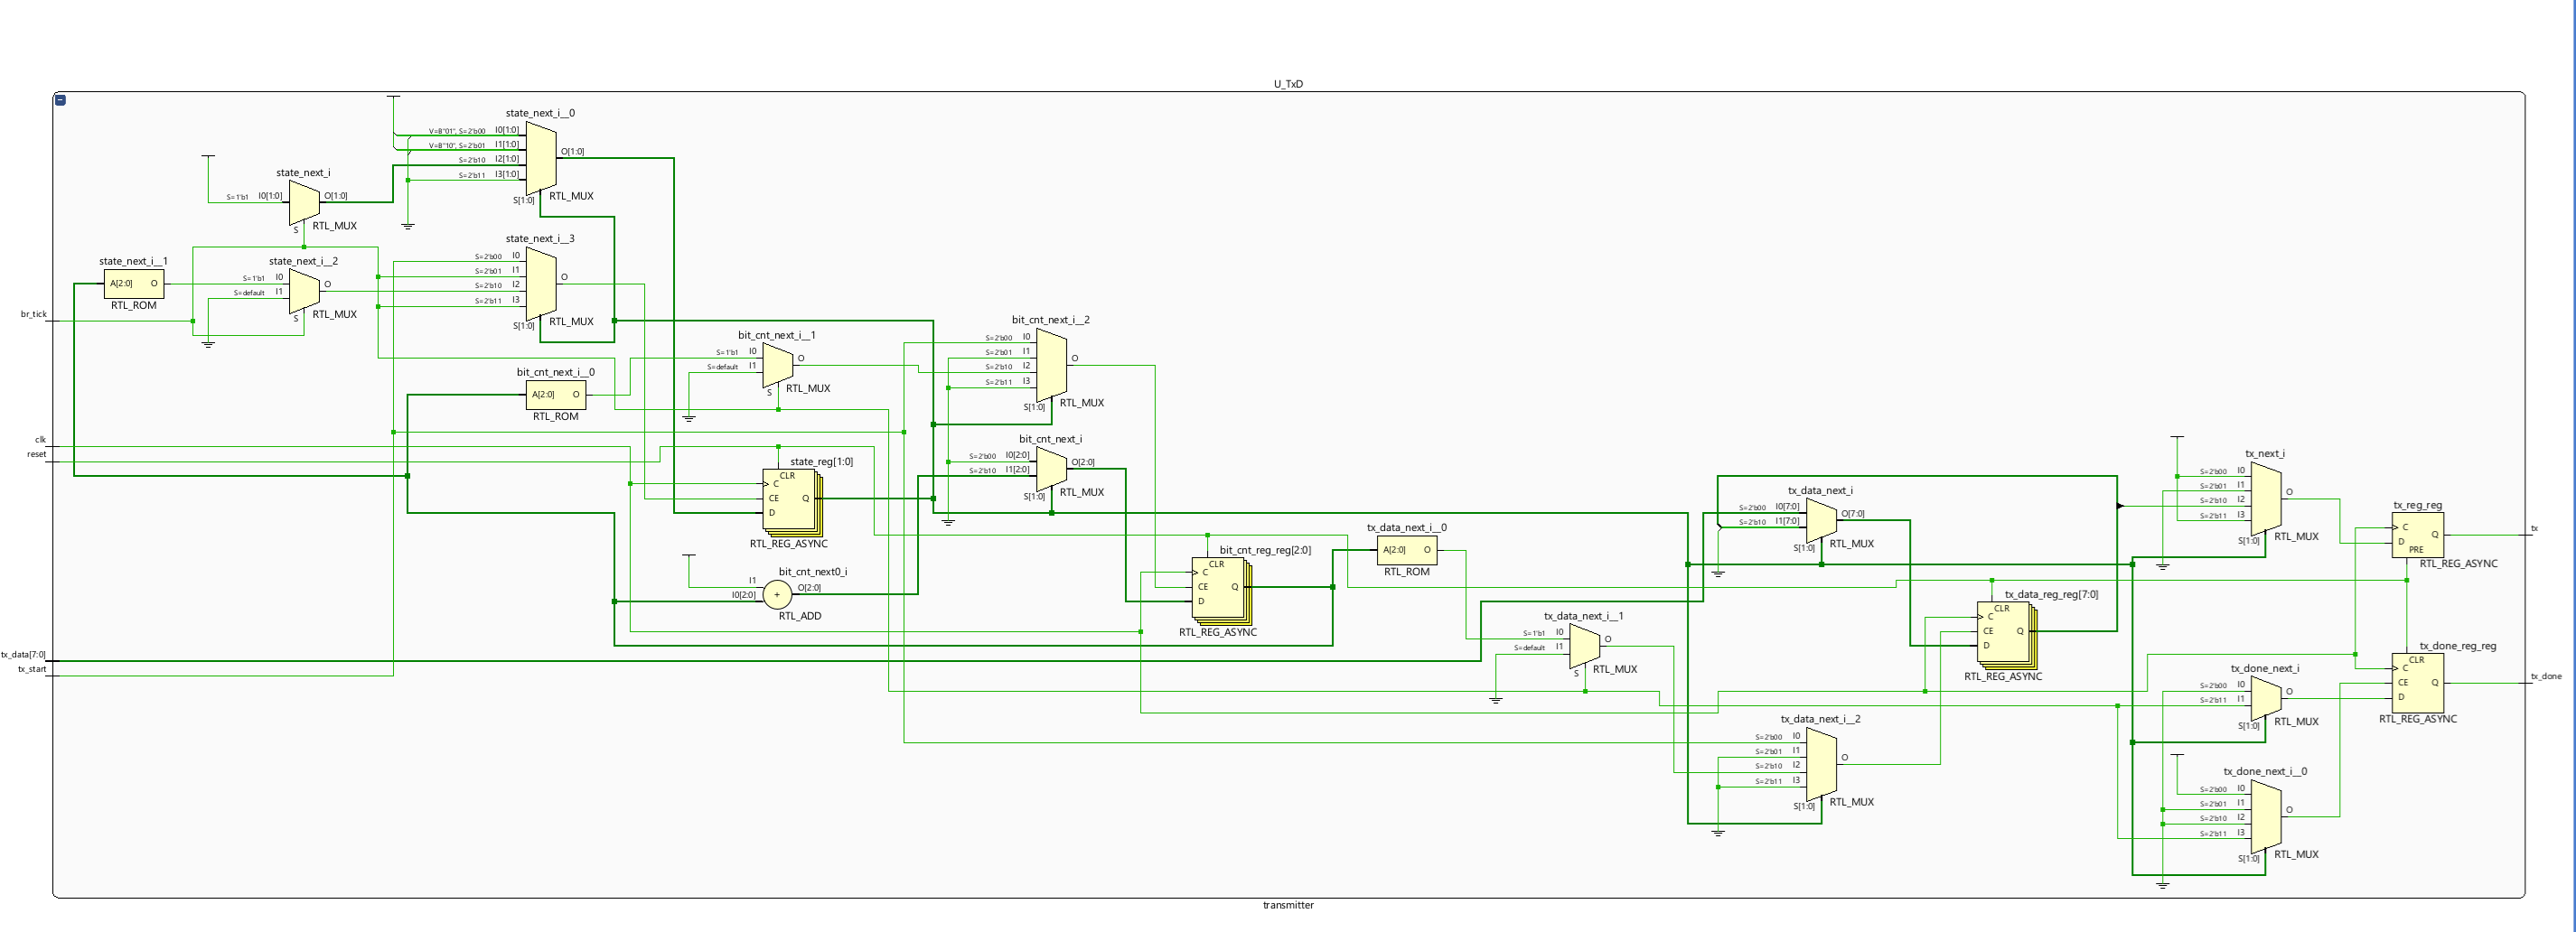 U_TxD
state_next_i__0
V=B"01", S=2'b00 I0[1:0]
V=B"10", S=2'b01 I1[1:0]
S=2'b10 I2[1:0]
S=2'b11 I3[1:0]
O[1:0]
S[1:0]
RTL_MUX
state_next_i
S=1'b1 I0[1:0]
O[1:0]
S
RTL_MUX
state_next_i__3
S=2'b00 I0
S=2'b01 I1
S=2'b10 I2
S=2'b11 I3
O
S[1:0]
RTL_MUX
state_next_i__1
A[2:0] O
RTL_ROM
state_next_i__2
S=1'b1 I0
S=default I1
O
S
RTL_MUX
br_tick
bit_cnt_next_i__1
S=1'b1 I0
S=default I1
O
S
RTL_MUX
bit_cnt_next_i__2
S=2'b00 I0
S=2'b01 I1
S=2'b10 I2
S=2'b11 I3
O
S[1:0]
RTL_MUX
bit_cnt_next_i__0
A[2:0] O
RTL_ROM
clk
reset
state_reg[1:0]
CLR
C
CE
D
Q
RTL_REG_ASYNC
bit_cnt_next_i
S=2'b00 I0[2:0]
S=2'b10 I1[2:0]
O[2:0]
S[1:0]
RTL_MUX
bit_cnt_next0_i
I1
I0[2:0]
+
O[2:0]
RTL_ADD
bit_cnt_reg_reg[2:0]
CLR
C
CE
D
Q
RTL_REG_ASYNC
tx_data_next_i__0
A[2:0] O
RTL_ROM
tx_data_next_i__1
S=1'b1 I0
S=default I1
O
S
RTL_MUX
tx_data_next_i
S=2'b00 I0[7:0]
S=2'b10 I1[7:0]
O[7:0]
S[1:0]
RTL_MUX
tx_data_reg_reg[7:0]
CLR
C
CE
D
Q
RTL_REG_ASYNC
tx_data_next_i__2
S=2'b00 I0
S=2'b01 I1
S=2'b10 I2
S=2'b11 I3
O
S[1:0]
RTL_MUX
tx_next_i
S=2'b00 I0
S=2'b01 I1
S=2'b10 I2
S=2'b11 I3
O
S[1:0]
RTL_MUX
tx_reg_reg
C
D
PRE
Q
RTL_REG_ASYNC
tx
tx_done_next_i
S=2'b00 I0
S=2'b11 I1
O
S[1:0]
RTL_MUX
tx_done_reg_reg
CLR
C
CE
D
Q
RTL_REG_ASYNC
tx_done
tx_done_next_i__0
S=2'b00 I0
S=2'b01 I1
S=2'b10 I2
S=2'b11 I3
O
S[1:0]
RTL_MUX
tx_data[7:0]
tx_start
transmitter